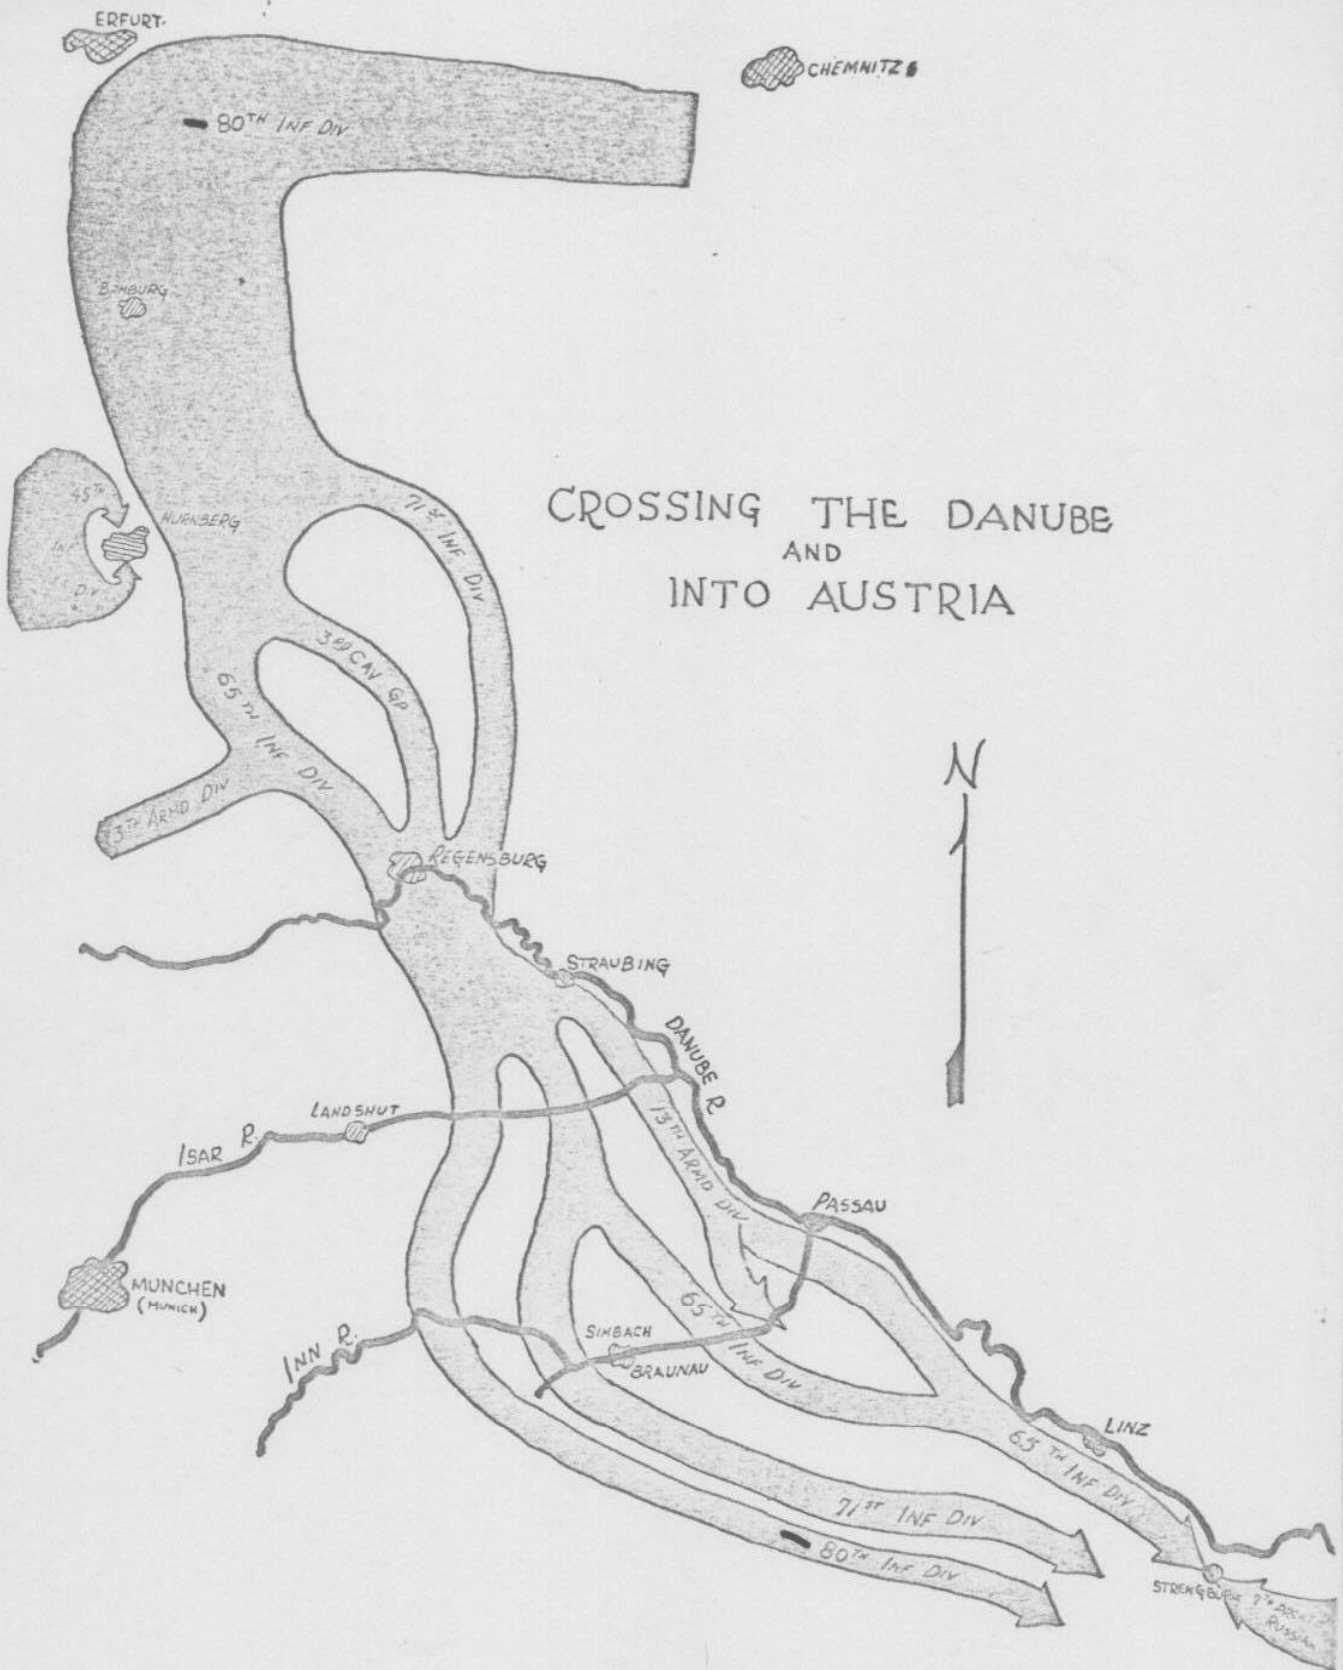 ERFURT.
CHEMNITZ
80TH INF DIV
BAMBURG
45TH
INF
DIV
NURNBERG
71ST INF DIV
CROSSING THE DANUBE
AND
INTO AUSTRIA
3RD CAV GP
65TH INF DIV
3TH ARMD DIV
N
REGENSBURG
STRAUBING
DANUBE R.
LANDSHUT
ISAR R.
13TH ARMD DIV
PASSAU
MUNCHEN
(MUNICH)
INN R.
65TH INF DIV
SIMBACH
BRAUNAU
LINZ
65TH INF DIV
71ST INF DIV
80TH INF DIV
7TH
RUSSIAN